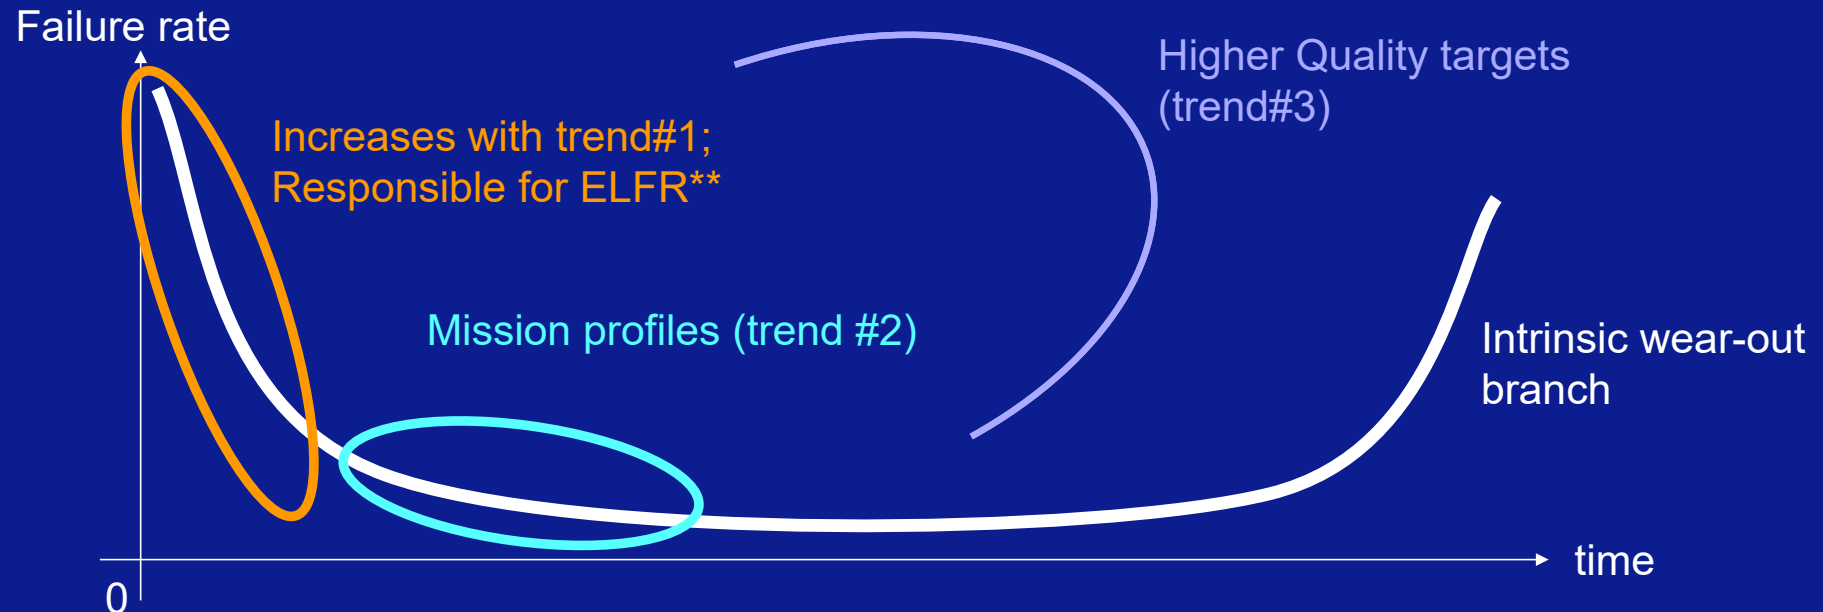 Failure rate
Higher Quality targets
(trend#3)
Increases with trend#1;
Responsible for ELFR**
Mission profiles (trend #2)
Intrinsic wear-out
branch
time
0